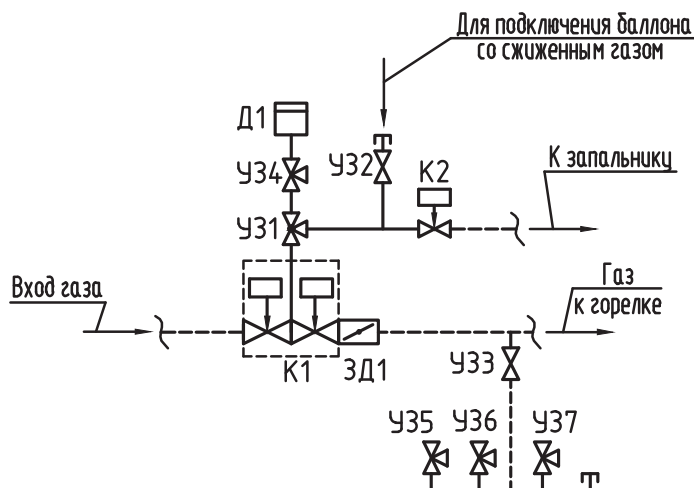 Для подключения баллона
со сжиженным газом
Д1
УЗ4
УЗ2
К2
К запальнику
УЗ1
Вход газа
Газ
к горелке
К1
ЗД1
УЗ3
УЗ5
УЗ6
УЗ7